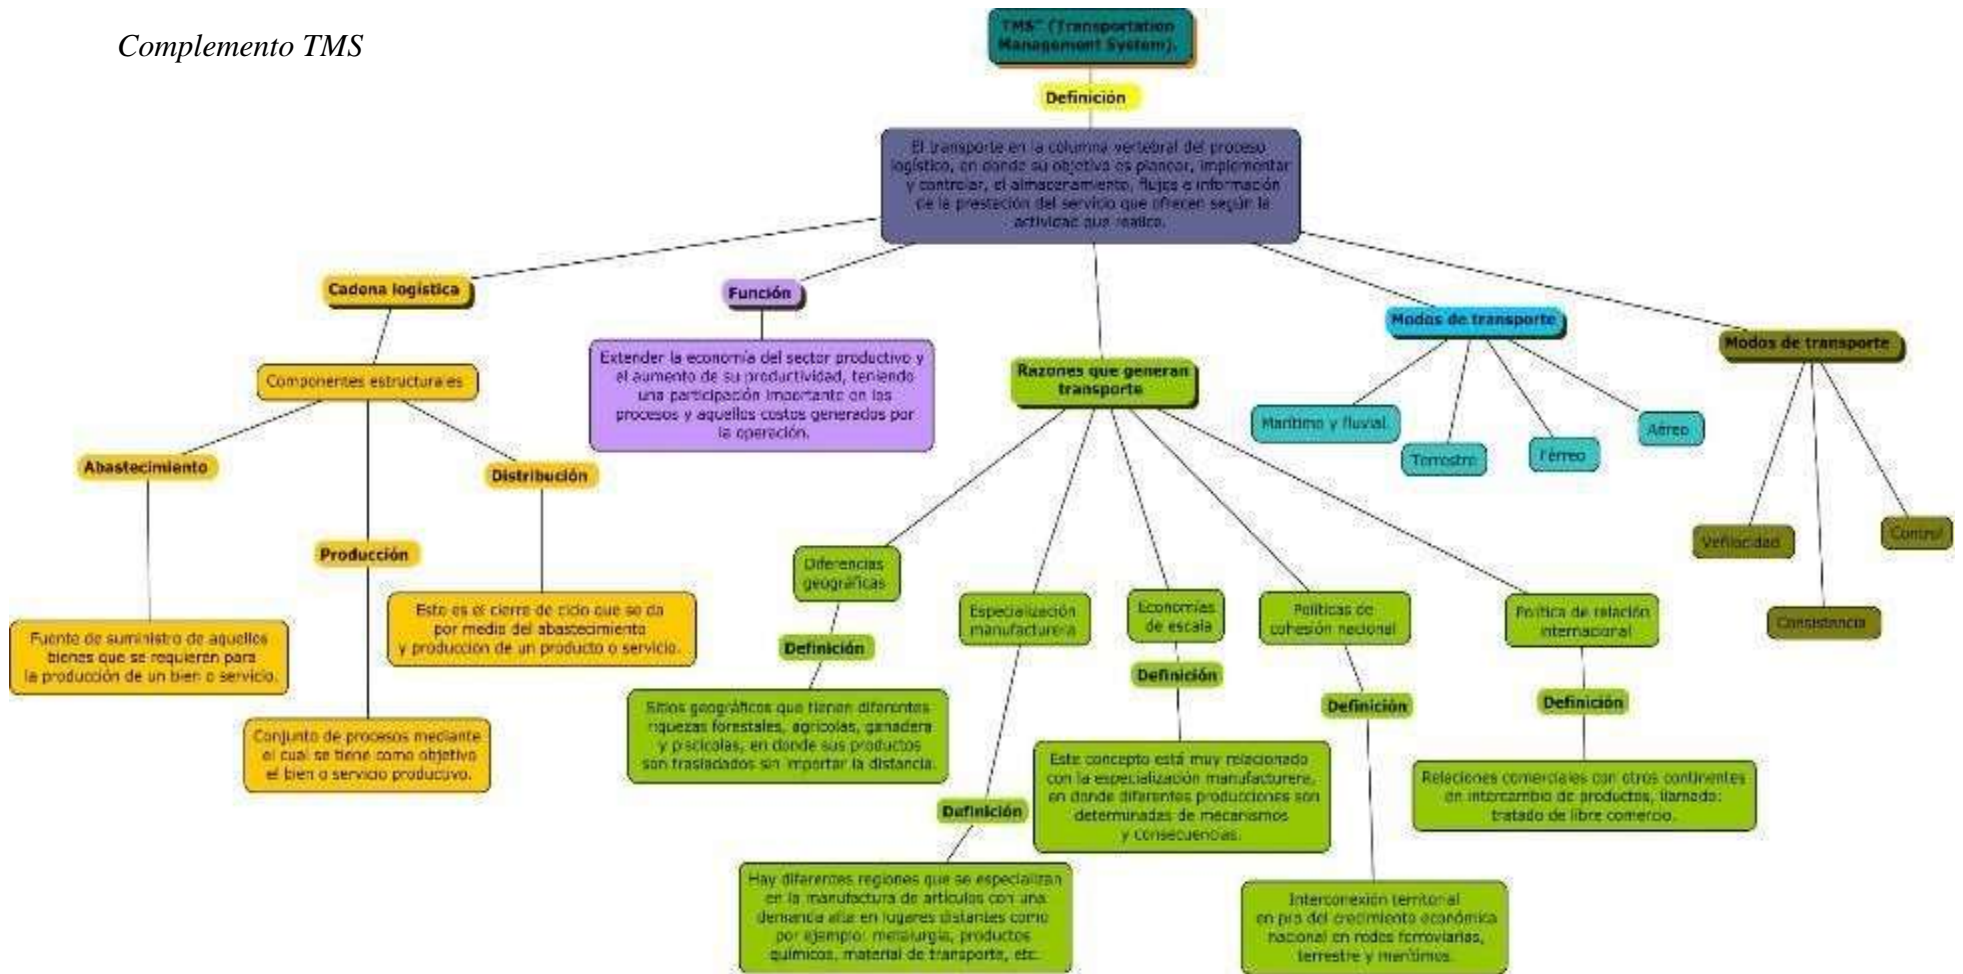 Complemento TMS
TMS" (Transportation
Management System).
Definición
El transporte en la columna vertebral del proceso
logístico, en donde su objetivo es planear, implementar
y controlar, el almacenamiento, flujos e información
de la prestación del servicio que ofrecen según la
actividad que realice.
Cadena logística
Componentes estructurales
Abastecimiento
Fuente de suministro de aquellos
bienes que se requieren para
la producción de un bien o servicio.
Producción
Conjunto de procesos mediante
el cual se tiene como objetivo
el bien o servicio productivo.
Distribución
Este es el cierre de ciclo que se da
por medio del abastecimiento
y producción de un producto o servicio.
Función
Extender la economía del sector productivo y
el aumento de su productividad, teniendo
una participación importante en los
procesos y aquellos costos generados por
la operación.
Razones que generan
transporte
Diferencias
geográficas
Definición
Sitios geográficos que tienen diferentes
riquezas forestales, agrícolas, ganadera
y piscícolas, en donde sus productos
son trasladados sin importar la distancia.
Especialización
manufacturera
Definición
Hay diferentes regiones que se especializan
en la manufactura de artículos con una
demanda alta en lugares distantes como
por ejemplo: metalurgia, productos
químicos, material de transporte, etc.
Economías
de escala
Definición
Este concepto está muy relacionado
con la especialización manufacturera,
en donde diferentes producciones son
determinadas de mecanismos
y consecuencias.
Políticas de
cohesión nacional
Definición
Interconexión territorial
en pro del crecimiento económica
nacional en redes ferroviarias,
terrestre y marítimos.
Política de relación
internacional
Definición
Relaciones comerciales con otros continentes
en intercambio de productos, llamado:
tratado de libre comercio.
Modos de transporte
Marítimo y fluvial.
Terrestre
Férreo
Aéreo
Modos de transporte
Veñlocidad
Consistencia
Control